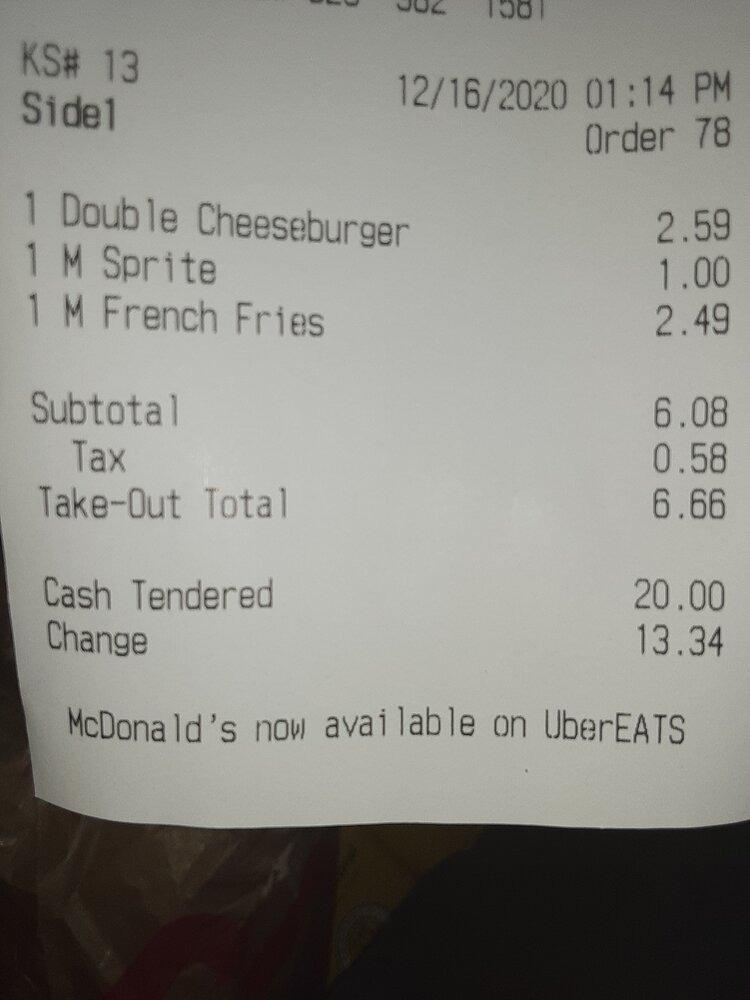 1581
KS# 13
12/16/2020 01:14 PM
Side1
Order 78
1 Double Cheeseburger 2.59
1 M Sprite 1.00
1 M French Fries 2.49
Subtotal 6.08
Tax 0.58
Take-Out Total 6.66
Cash Tendered 20.00
Change 13.34
McDonald's now available on UberEATS